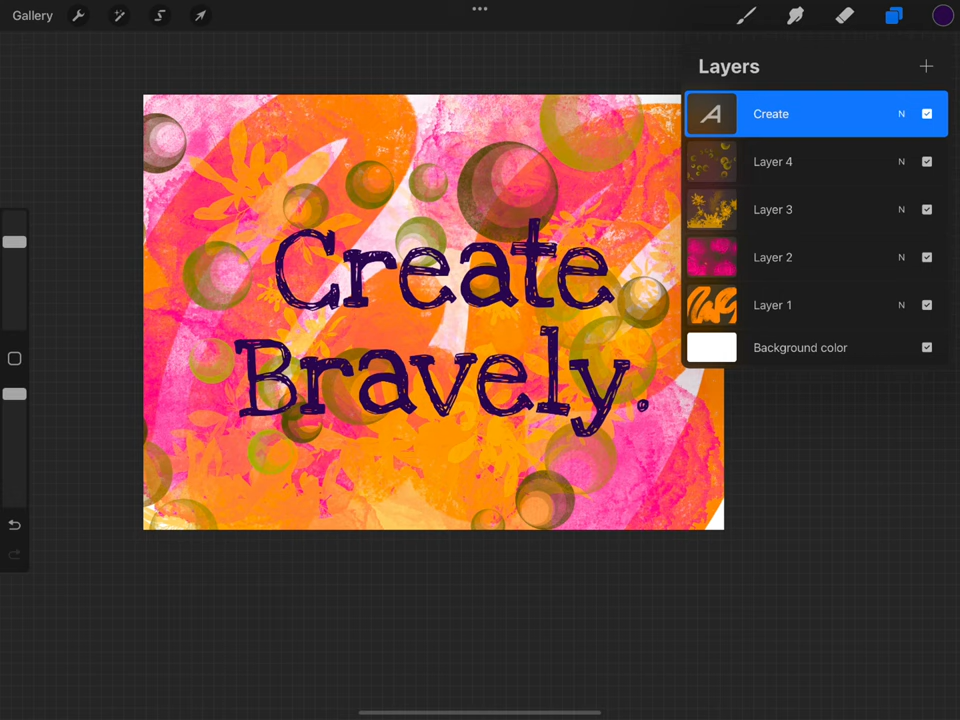 Gallery
Layers
Create N
Layer 4 N
Layer 3 N
Layer 2 N
Layer 1 N
Background color
Create
Bravely.